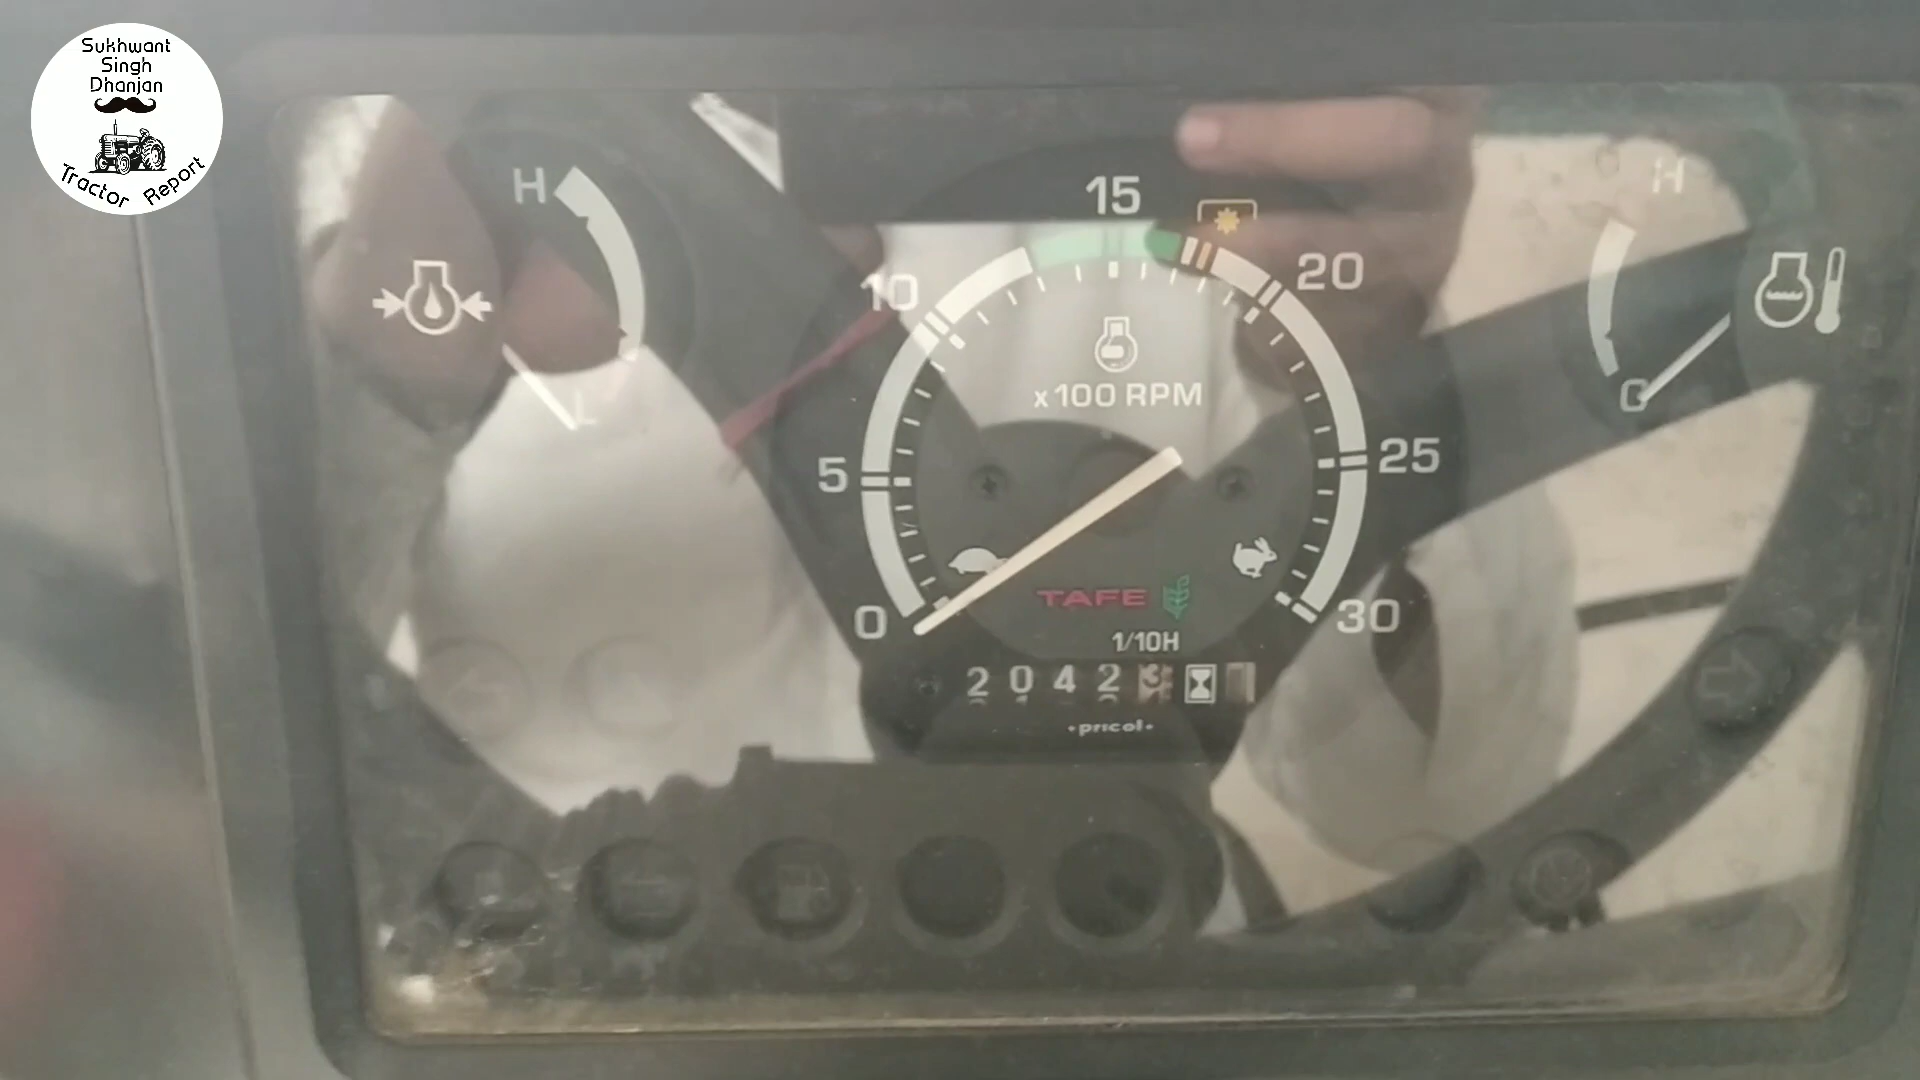 Sukhwant
Singh
Dhanjan
Tractor Report
H
L
0
5
10
15
20
25
30
x100 RPM
TAFE
1/10H
2 0 4 2 3
pricol
H
C